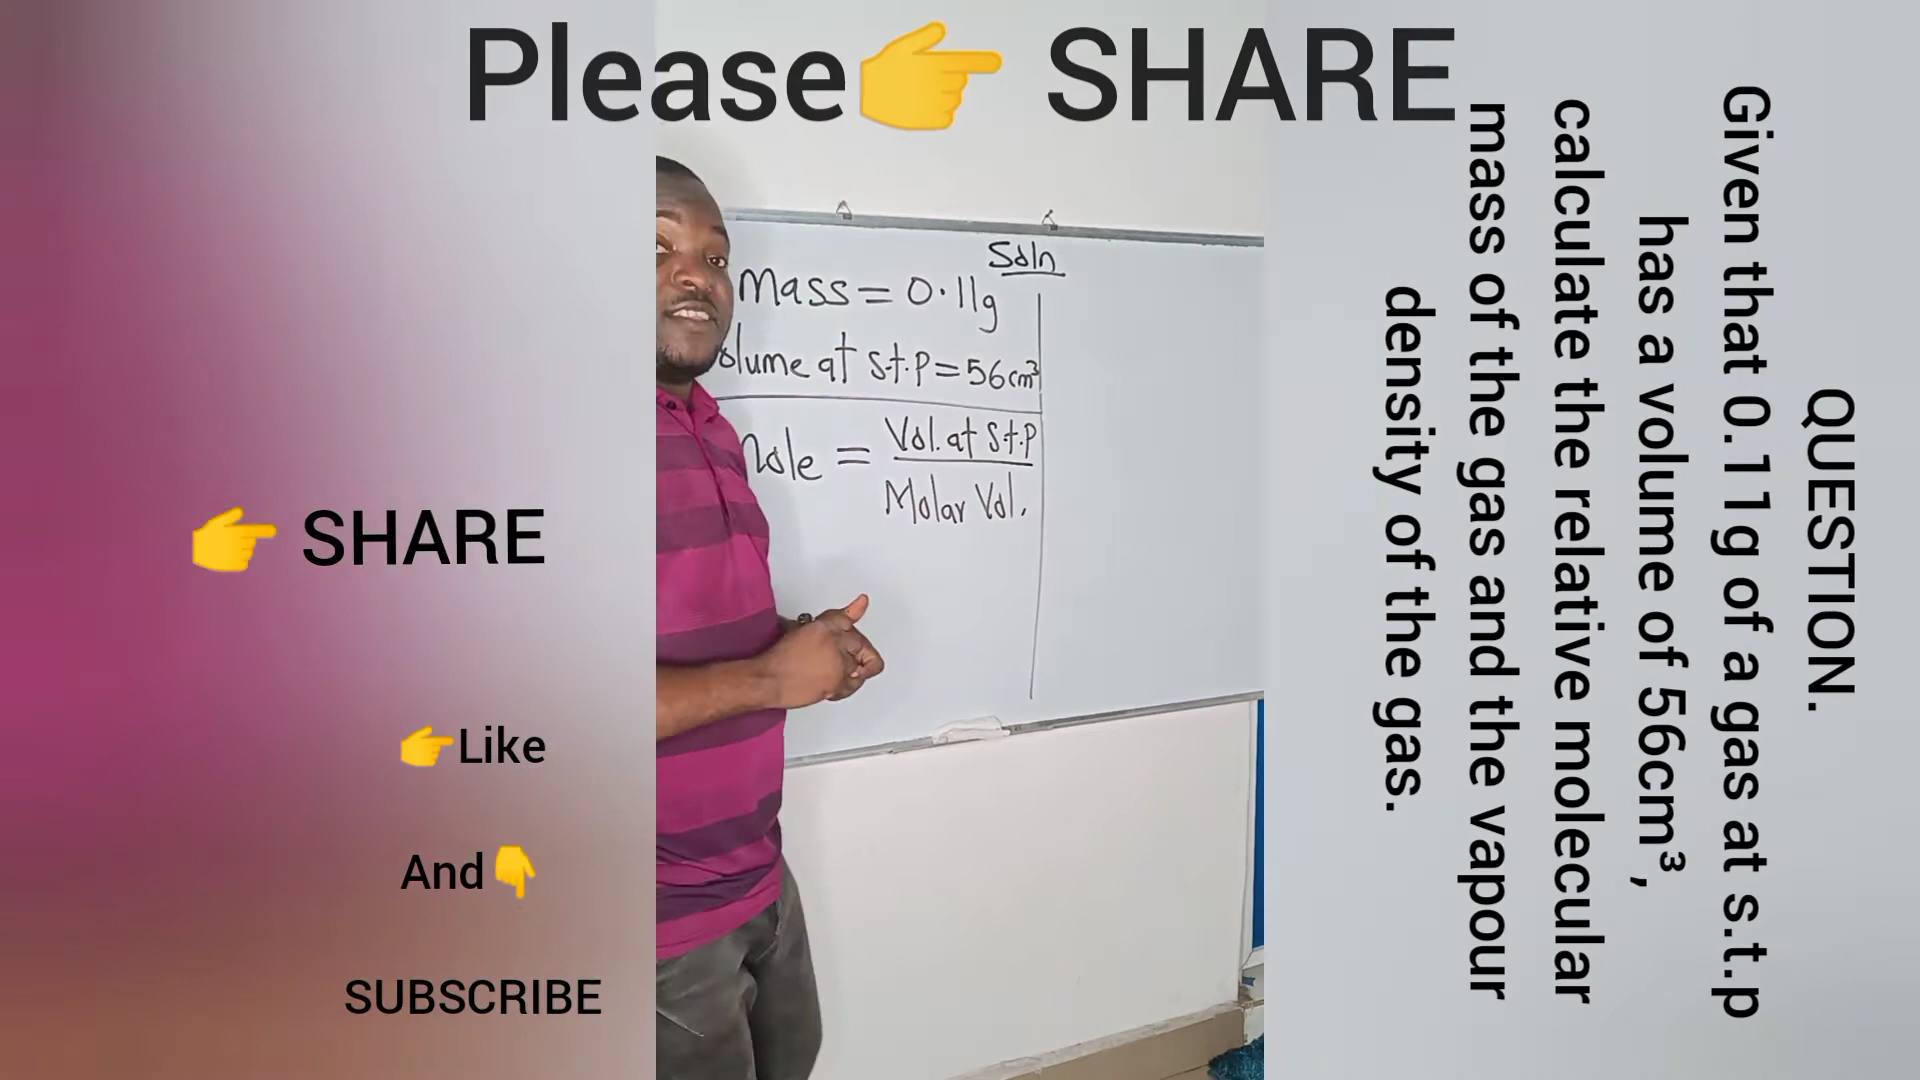 Please👉 SHARE
Soln
Mass = 0.11g
olume at s.t.p = 56cm³
mole = Vol. at s.t.p
Molar Vol.
👉 SHARE
👉Like
And👇
SUBSCRIBE
QUESTION.
Given that 0.11g of a gas at s.t.p
has a volume of 56cm³,
calculate the relative molecular
mass of the gas and the vapour
density of the gas.